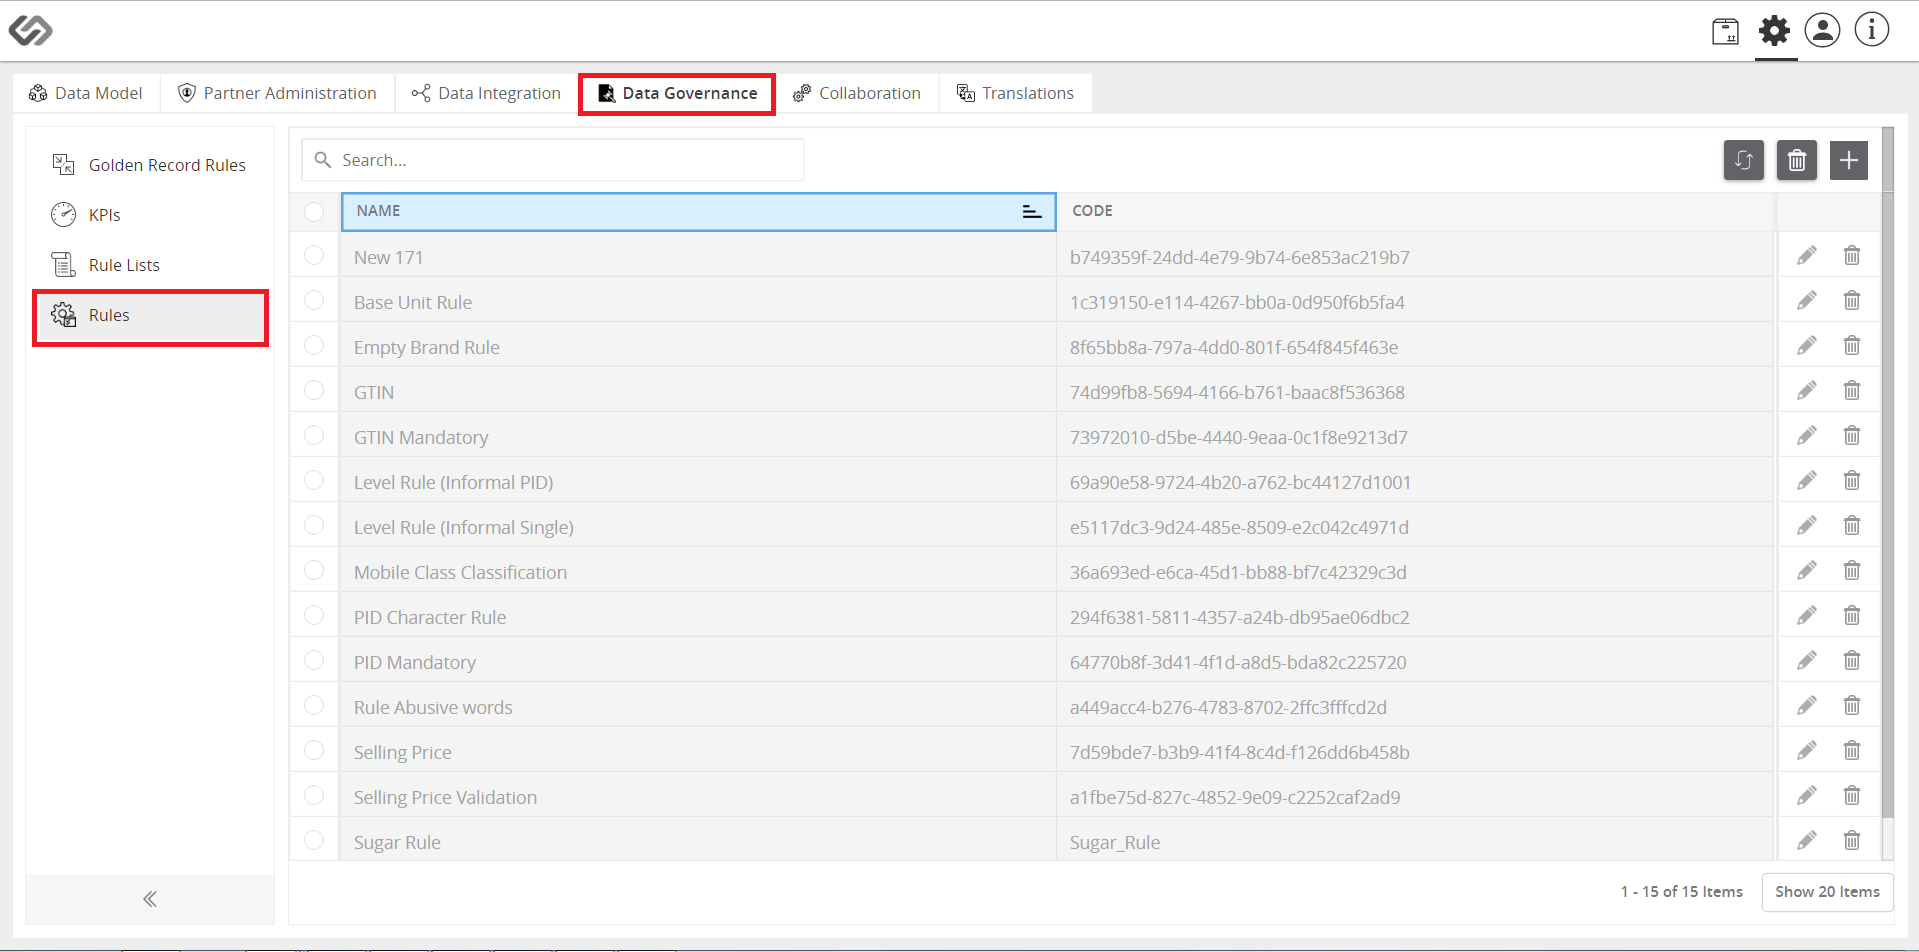 Data Model Partner Administration Data Integration Data Governance Collaboration Translations
Golden Record Rules
KPIs
Rule Lists
Rules
Search...
NAME CODE
New 171 b749359f-24dd-4e79-9b74-6e853ac219b7
Base Unit Rule 1c319150-e114-4267-bb0a-0d950f6b5fa4
Empty Brand Rule 8f65bb8a-797a-4dd0-801f-654f845f463e
GTIN 74d99fb8-5694-4166-b761-baac8f536368
GTIN Mandatory 73972010-d5be-4440-9eaa-0c1f8e9213d7
Level Rule (Informal PID) 69a90e58-9724-4b20-a762-bc44127d1001
Level Rule (Informal Single) e5117dc3-9d24-485e-8509-e2c042c4971d
Mobile Class Classification 36a693ed-e6ca-45d1-bb88-bf7c42329c3d
PID Character Rule 294f6381-5811-4357-a24b-db95ae06dbc2
PID Mandatory 64770b8f-3d41-4f1d-a8d5-bda82c225720
Rule Abusive words a449acc4-b276-4783-8702-2ffc3fffcd2d
Selling Price 7d59bde7-b3b9-41f4-8c4d-f126dd6b458b
Selling Price Validation a1fbe75d-827c-4852-9e09-c2252caf2ad9
Sugar Rule Sugar_Rule
1 - 15 of 15 Items Show 20 Items